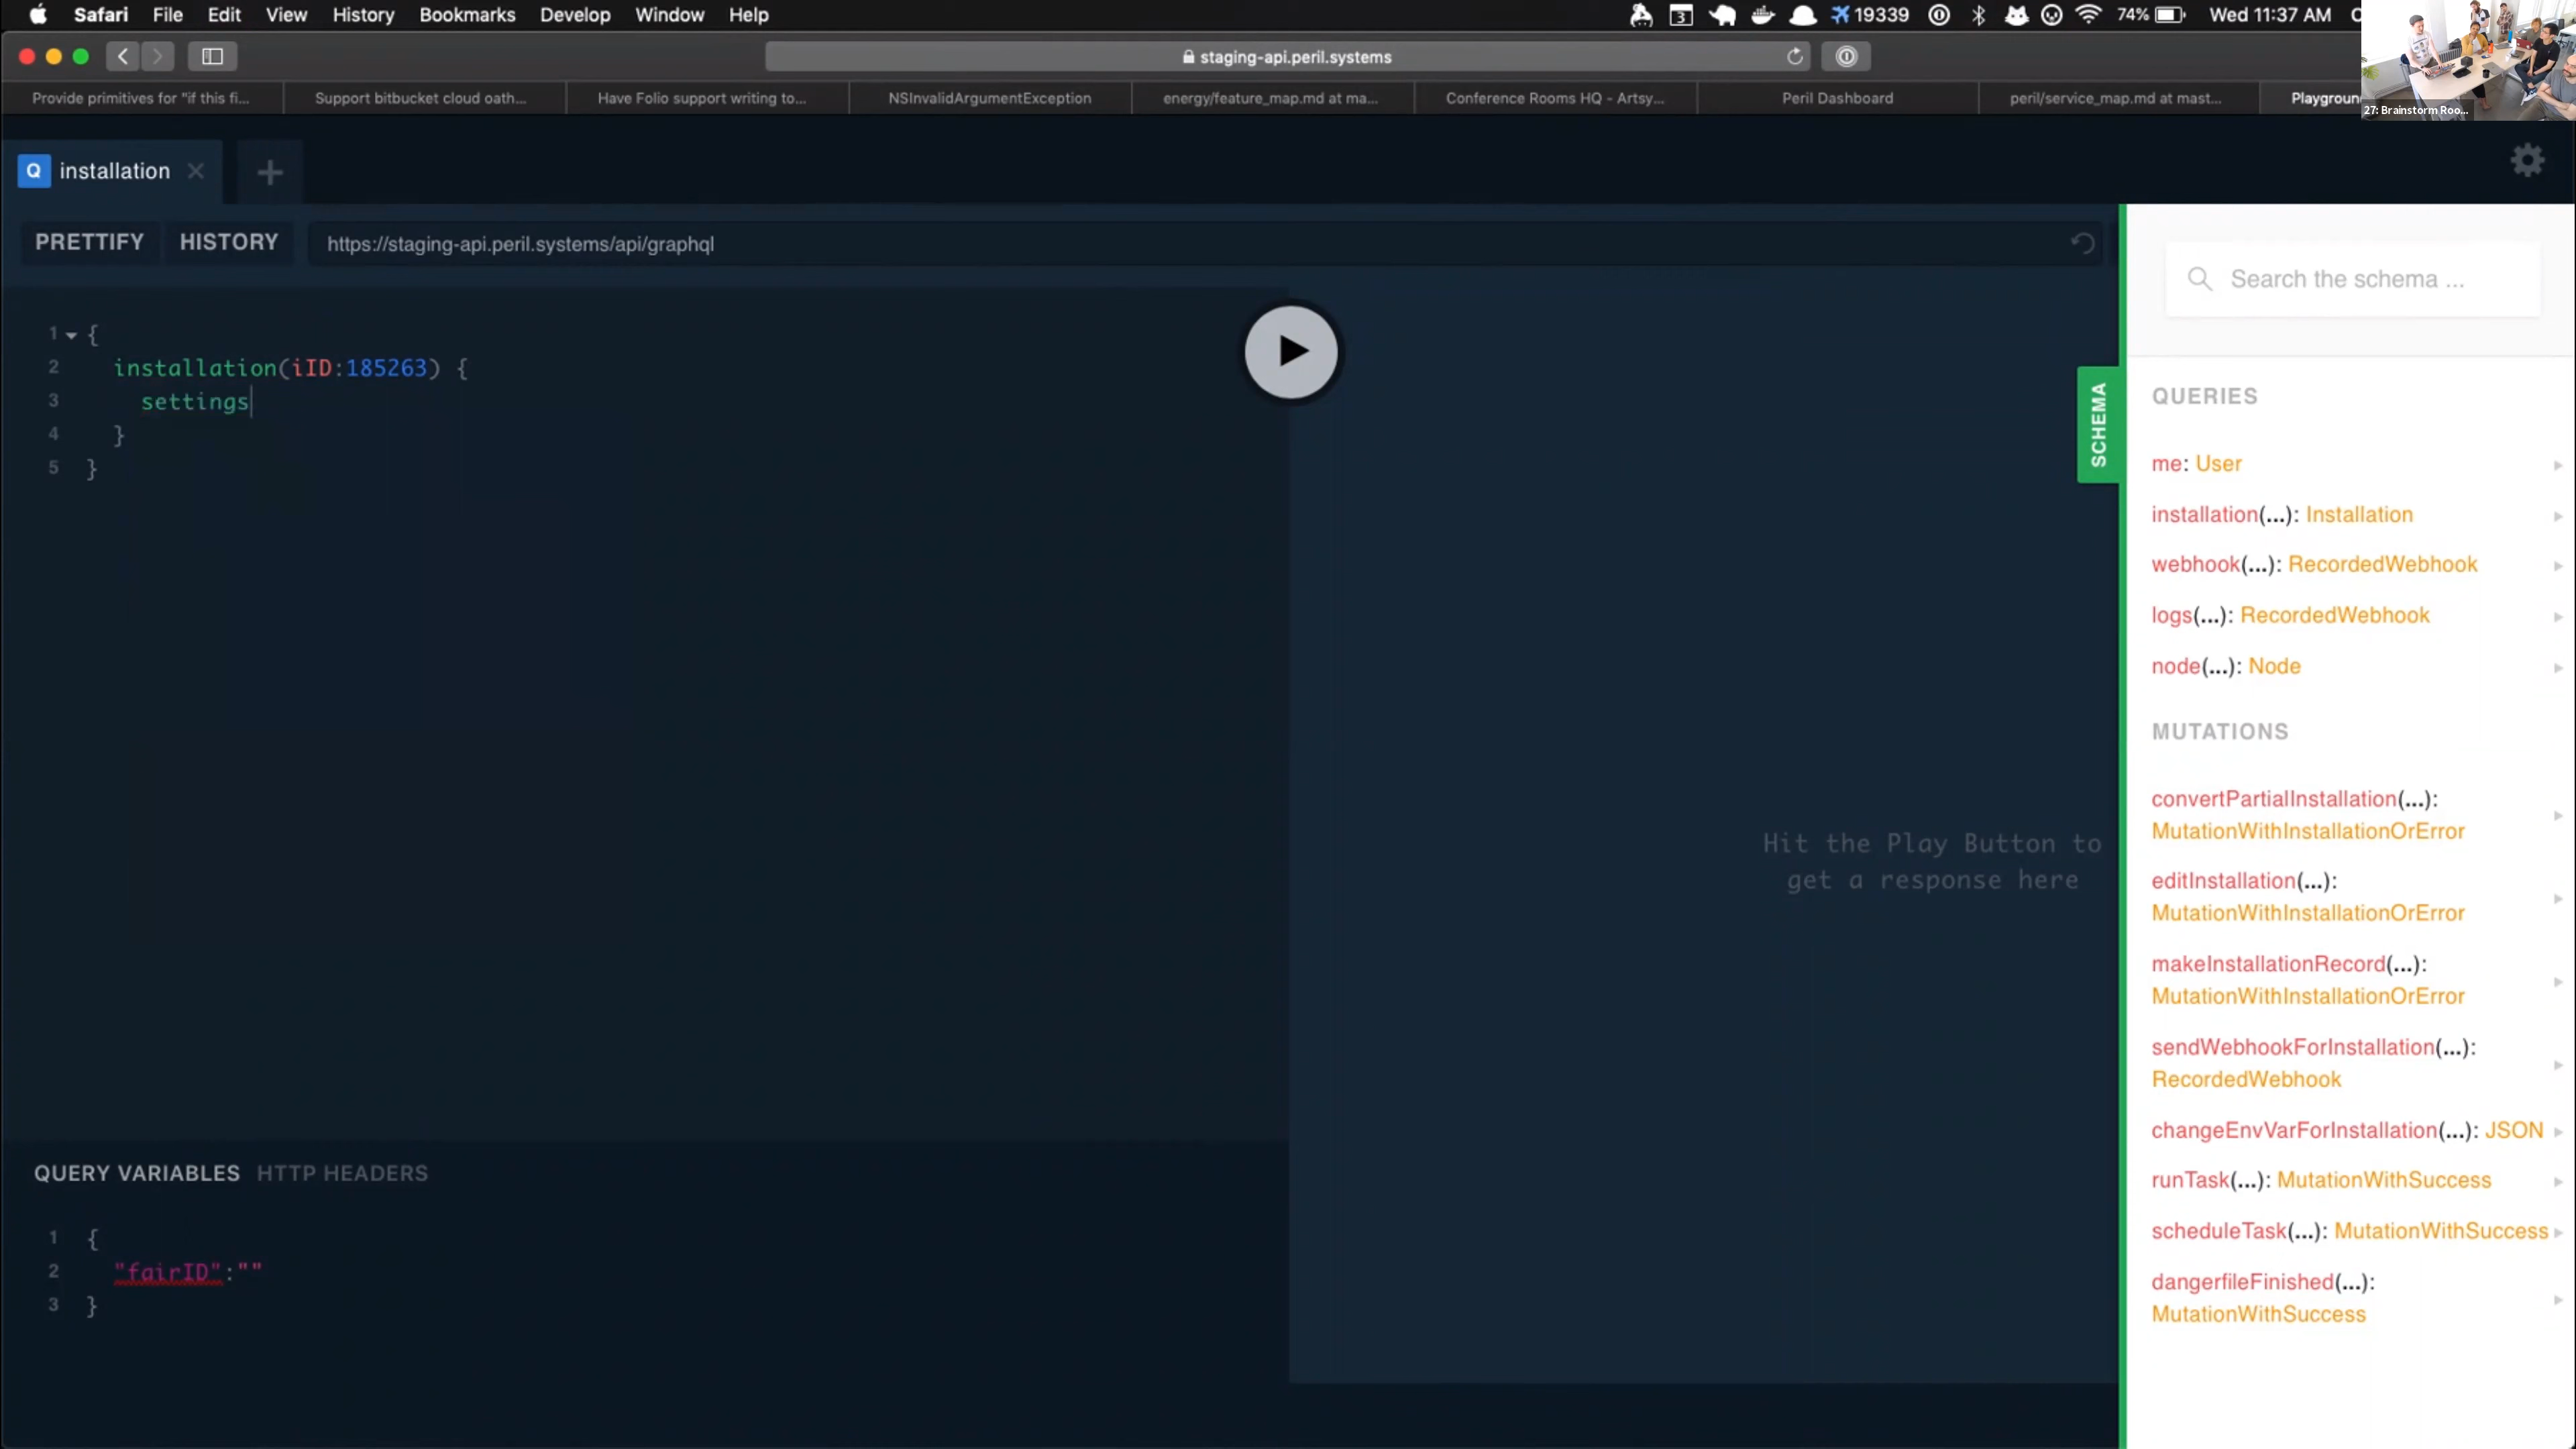 Safari File Edit View History Bookmarks Develop Window Help 3 19339 74% Wed 11:37 AM
staging-api.peril.systems
Provide primitives for "if this fi... Support bitbucket cloud oath... Have Folio support writing to... NSInvalidArgumentException energy/feature_map.md at ma... Conference Rooms HQ - Artsy... Peril Dashboard peril/service_map.md at mast... Playgroun
27: Brainstorm Roo...
Q installation
PRETTIFY HISTORY https://staging-api.peril.systems/api/graphql
1 {
2 installation(iID:185263) {
3 settings
4 }
5 }
Hit the Play Button to
get a response here
QUERY VARIABLES HTTP HEADERS
1 {
2 "fairID":""
3 }
SCHEMA
Search the schema ...
QUERIES
me: User
installation(...): Installation
webhook(...): RecordedWebhook
logs(...): RecordedWebhook
node(...): Node
MUTATIONS
convertPartialInstallation(...):
MutationWithInstallationOrError
editInstallation(...):
MutationWithInstallationOrError
makeInstallationRecord(...):
MutationWithInstallationOrError
sendWebhookForInstallation(...):
RecordedWebhook
changeEnvVarForInstallation(...): JSON
runTask(...): MutationWithSuccess
scheduleTask(...): MutationWithSuccess
dangerfileFinished(...):
MutationWithSuccess